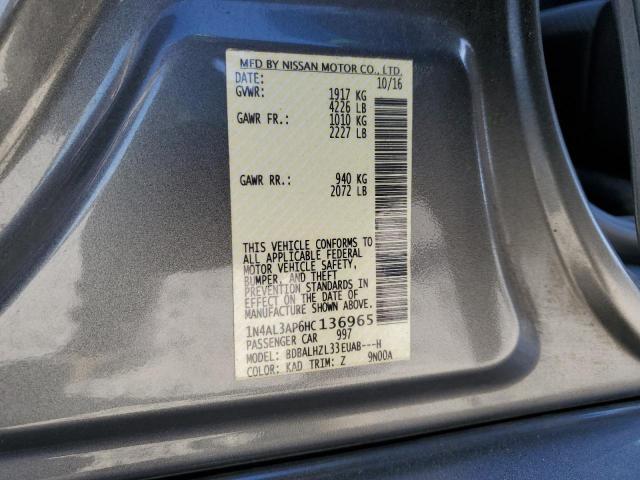 MFD BY NISSAN MOTOR CO., LTD.
DATE: 10/16
GVWR: 1917 KG
4226 LB
GAWR FR.: 1010 KG
2227 LB
GAWR RR.: 940 KG
2072 LB
THIS VEHICLE CONFORMS TO
ALL APPLICABLE FEDERAL
MOTOR VEHICLE SAFETY,
BUMPER, AND THEFT
PREVENTION STANDARDS IN
EFFECT ON THE DATE OF
MANUFACTURE SHOWN ABOVE.
1N4AL3AP6HC136965
PASSENGER CAR 997
MODEL: BDBALHZL33EUAB---H
COLOR: KAD TRIM: Z 9N00A